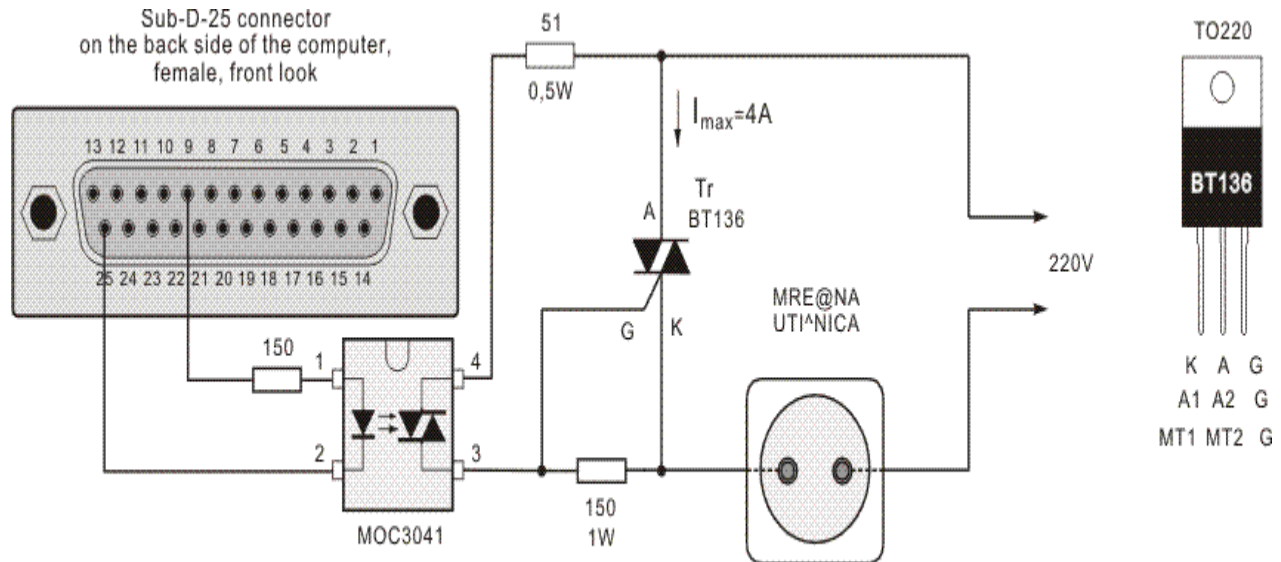 Sub-D-25 connector
on the back side of the computer,
female, front look
13 12 11 10 9 8 7 6 5 4 3 2 1
25 24 23 22 21 20 19 18 17 16 15 14
51
0,5W
Imax=4A
Tr
BT136
A
G
K
220V
MRE@NA
UTI^NICA
150
1
2
4
3
MOC3041
150
1W
TO220
BT136
K A G
A1 A2 G
MT1 MT2 G